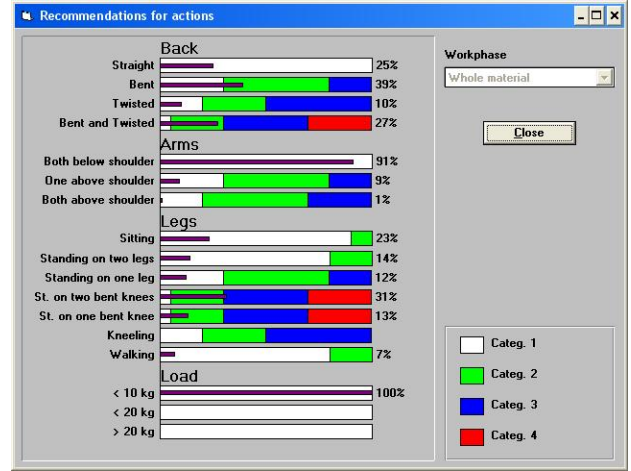 Recommendations for actions
Back
Straight 25%
Bent 39%
Twisted 10%
Bent and Twisted 27%
Arms
Both below shoulder 91%
One above shoulder 9%
Both above shoulder 1%
Legs
Sitting 23%
Standing on two legs 14%
Standing on one leg 12%
St. on two bent knees 31%
St. on one bent knee 13%
Kneeling
Walking 7%
Load
< 10 kg 100%
< 20 kg
> 20 kg
Workphase
Whole material
Close
Categ. 1
Categ. 2
Categ. 3
Categ. 4